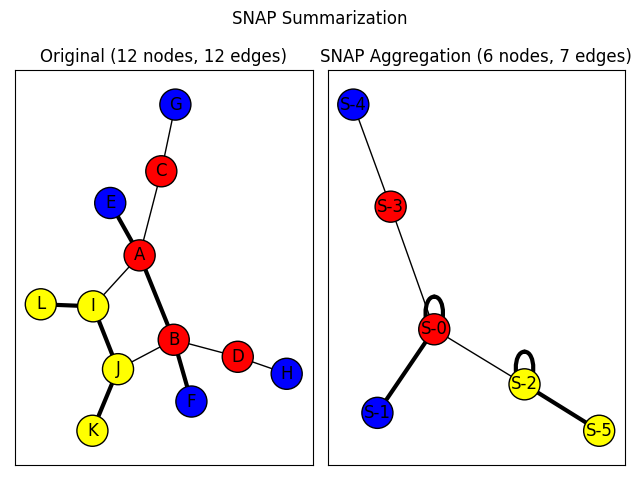 SNAP Summarization
Original (12 nodes, 12 edges)
SNAP Aggregation (6 nodes, 7 edges)
G
C
E
A
L
I
B
D
J
H
F
K
S-4
S-3
S-0
S-2
S-1
S-5